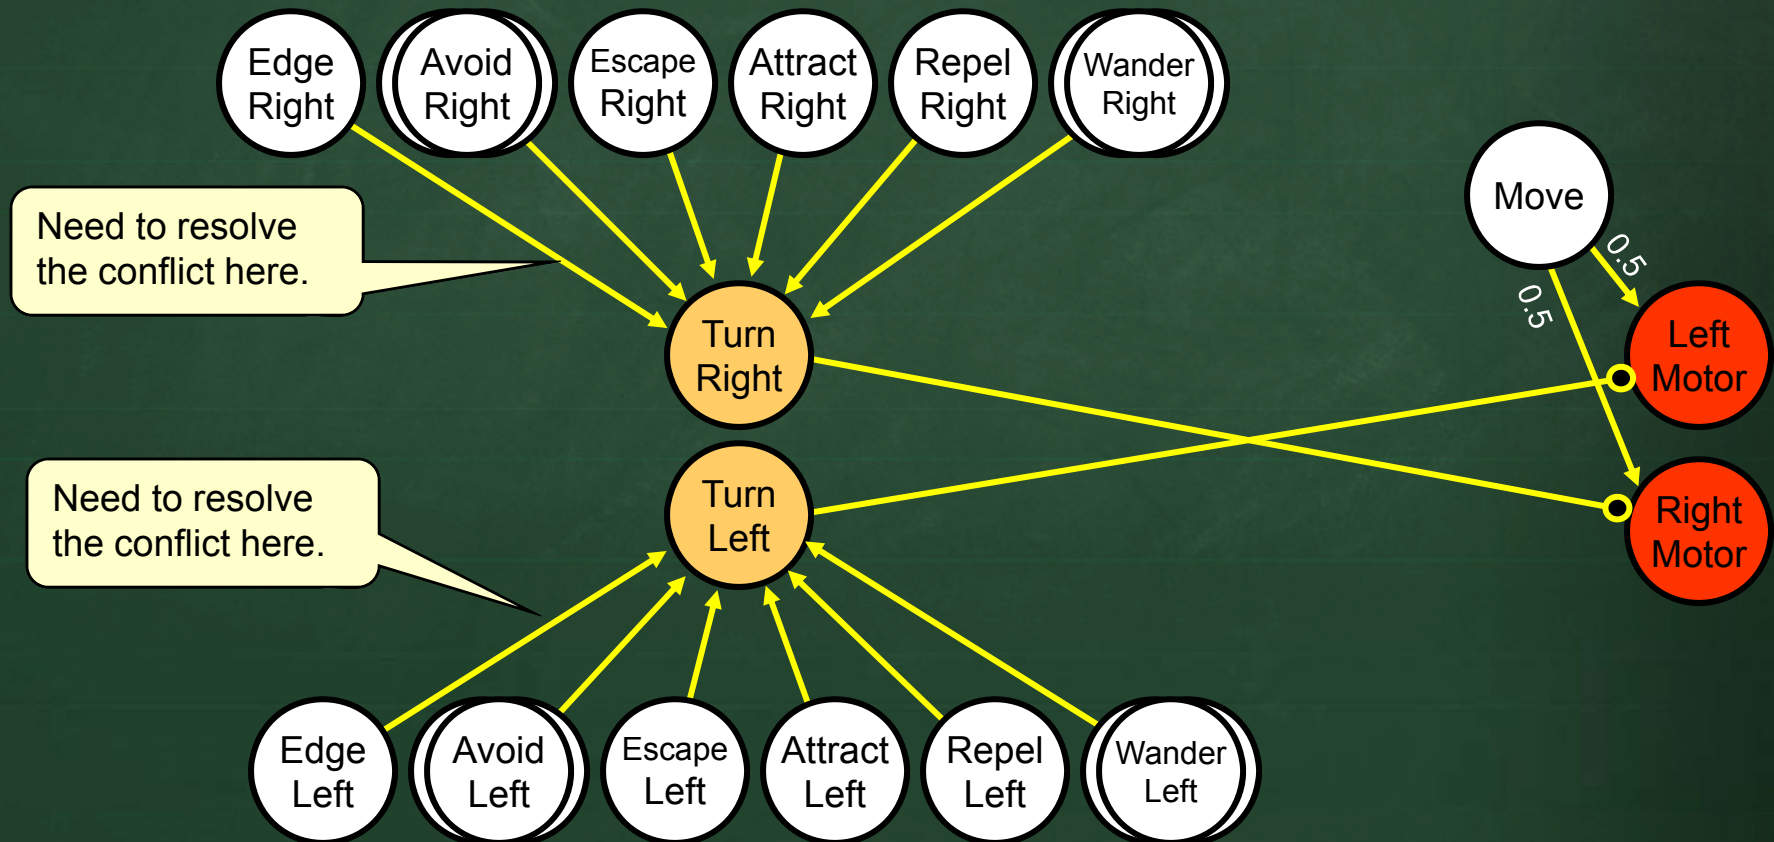 Edge
Right
Avoid
Right
Escape
Right
Attract
Right
Repel
Right
Wander
Right
Need to resolve
the conflict here.
Move
0.5
0.5
Turn
Right
Left
Motor
Need to resolve
the conflict here.
Turn
Left
Right
Motor
Edge
Left
Avoid
Left
Escape
Left
Attract
Left
Repel
Left
Wander
Left